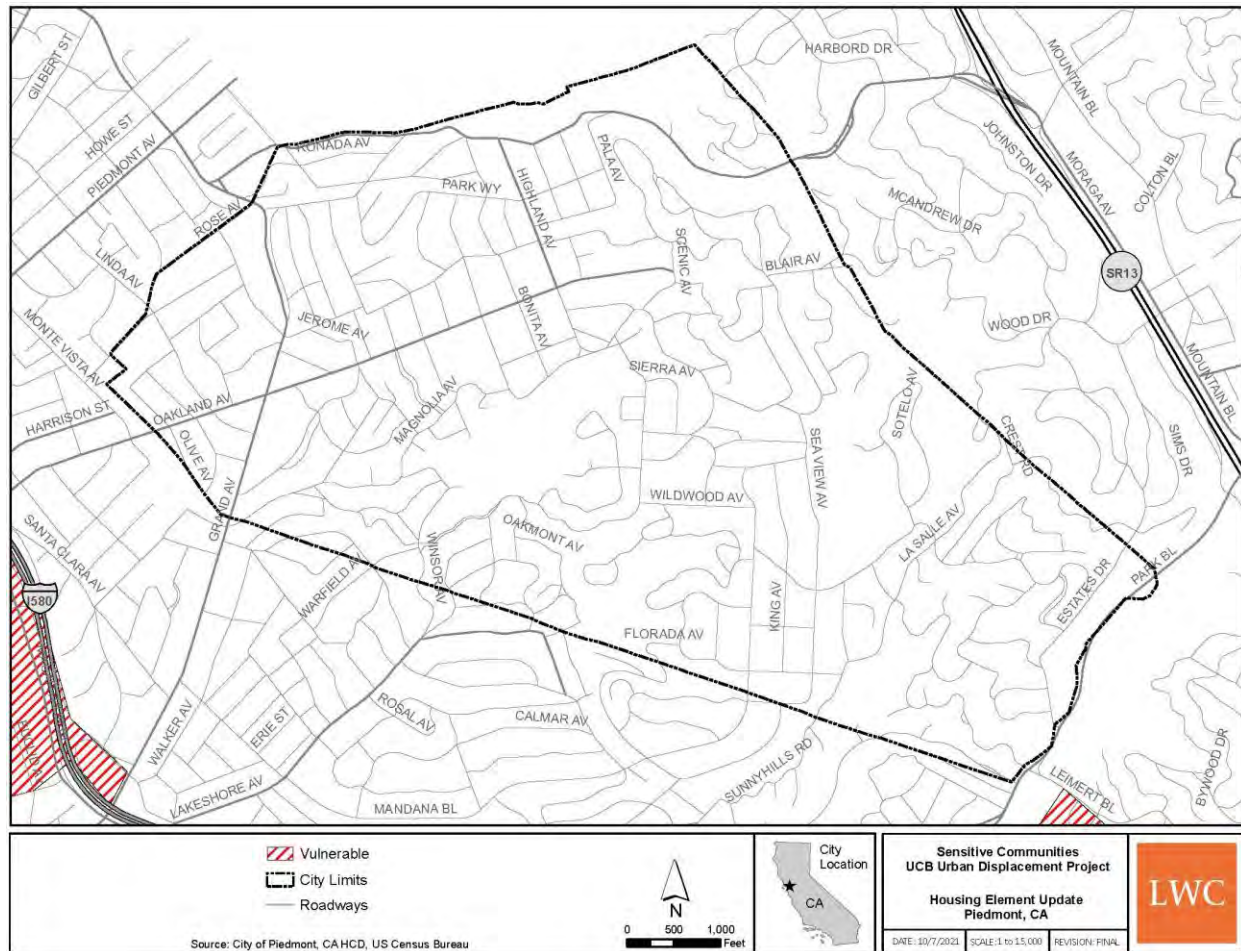 HARBORD DR
MOUNTAIN BL
GILBERT ST
HOWE ST
PIEDMONT AV
RONADA AV
PALA AV
JOHNSTON DR
MORAGA AV
COLTON BL
PARK WY
HIGHLAND AV
MCANDREW DR
ROSE AV
LINDA AV
SCENIC AV
BLAIR AV
SR13
MONTE VISTA AV
JEROME AV
BONITA AV
WOOD DR
MOUNTAIN BL
SIERRA AV
HARRISON ST
OAKLAND AV
MAGNOLIA AV
SOTELO AV
OLIVE AV
SEA VIEW AV
CREST RD
SIMS DR
GRAND AV
WILDWOOD AV
SANTA CLARA AV
OAKMONT AV
LA SALLE AV
WINSOR AV
WARFIELD AV
PARK BL
I580
ESTATES DR
KING AV
FLORADA AV
ROSAL AV
CALMAR AV
ERIE ST
WALKER AV
SUNNYHILLS RD
BYWOOD DR
LEIMERT BL
LAKESHORE AV
MANDANA BL
Vulnerable
City Limits
Roadways
Source: City of Piedmont, CA HCD, US Census Bureau
N
0 500 1,000
Feet
City
Location
CA
Sensitive Communities
UCB Urban Displacement Project
Housing Element Update
Piedmont, CA
DATE: 10/7/2021 SCALE: 1 to 15,000 REVISION: FINAL
LWC